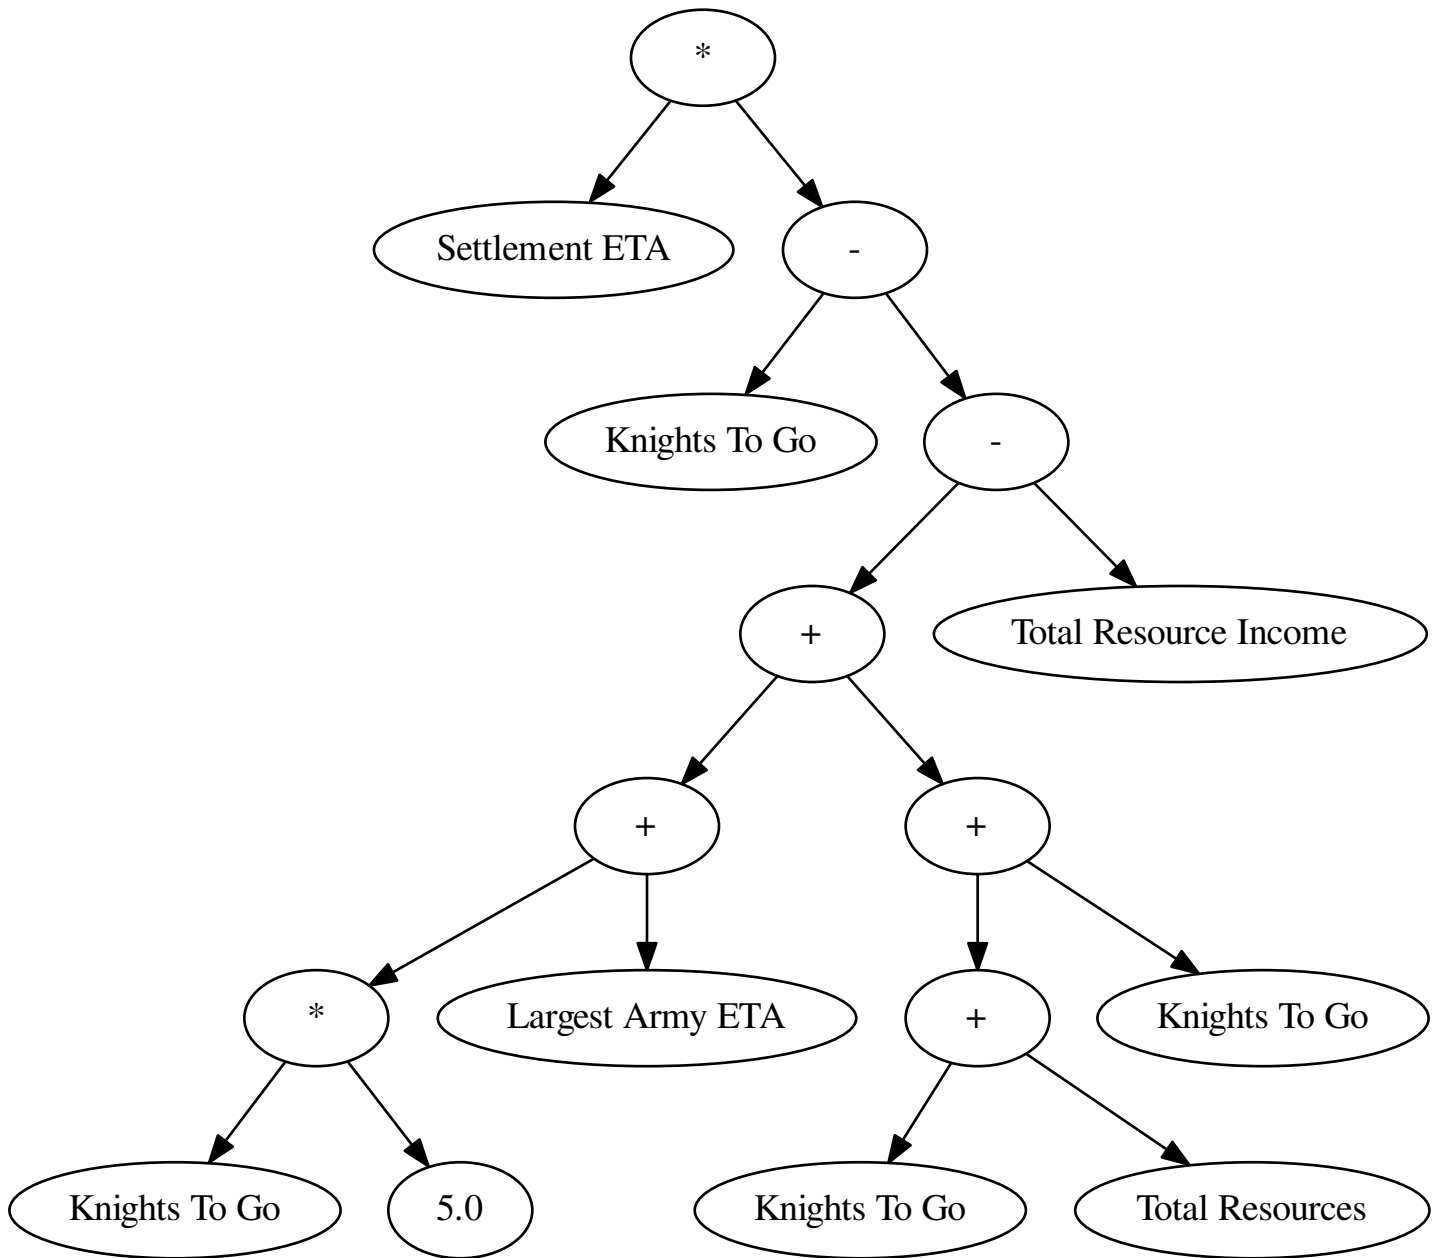 *
Settlement ETA
-
Knights To Go
-
+
Total Resource Income
+
+
*
Largest Army ETA
+
Knights To Go
Knights To Go
5.0
Knights To Go
Total Resources